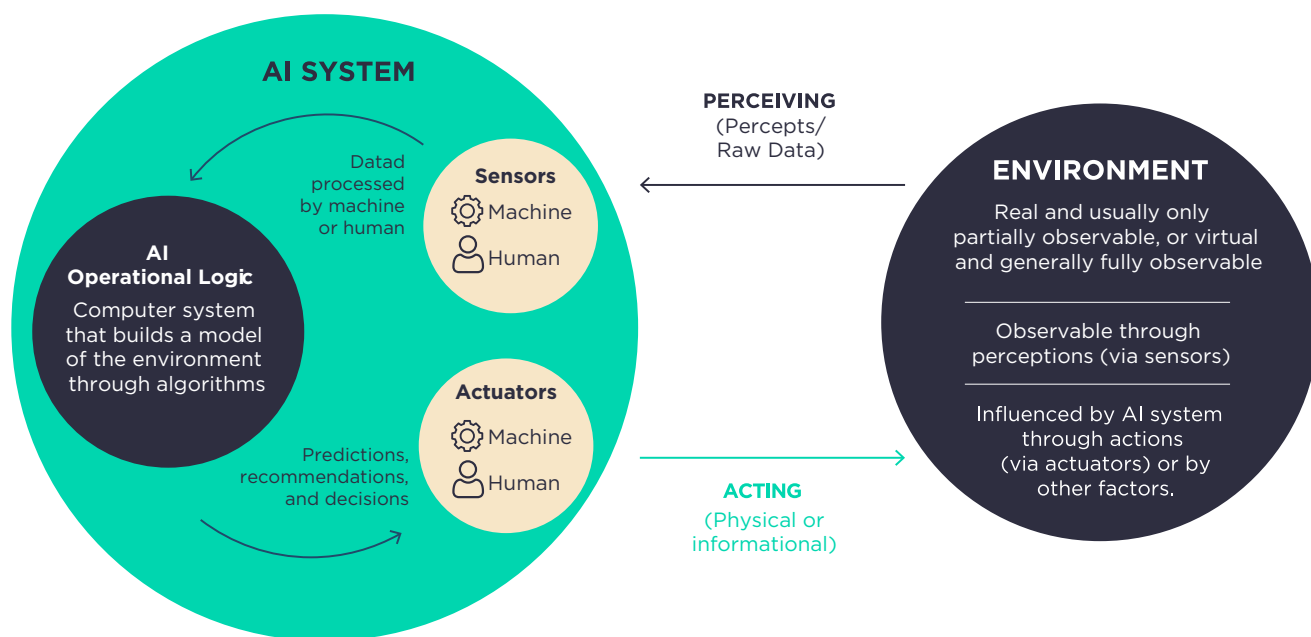 AI SYSTEM
Datad
processed
by machine
or human
Sensors
Machine
Human
AI
Operational Logic
Computer system
that builds a model
of the environment
through algorithms
Actuators
Machine
Human
Predictions,
recommendations,
and decisions
PERCEIVING
(Percepts/
Raw Data)
ACTING
(Physical or
informational)
ENVIRONMENT
Real and usually only
partially observable, or virtual
and generally fully observable
Observable through
perceptions (via sensors)
Influenced by AI system
through actions
(via actuators) or by
other factors.